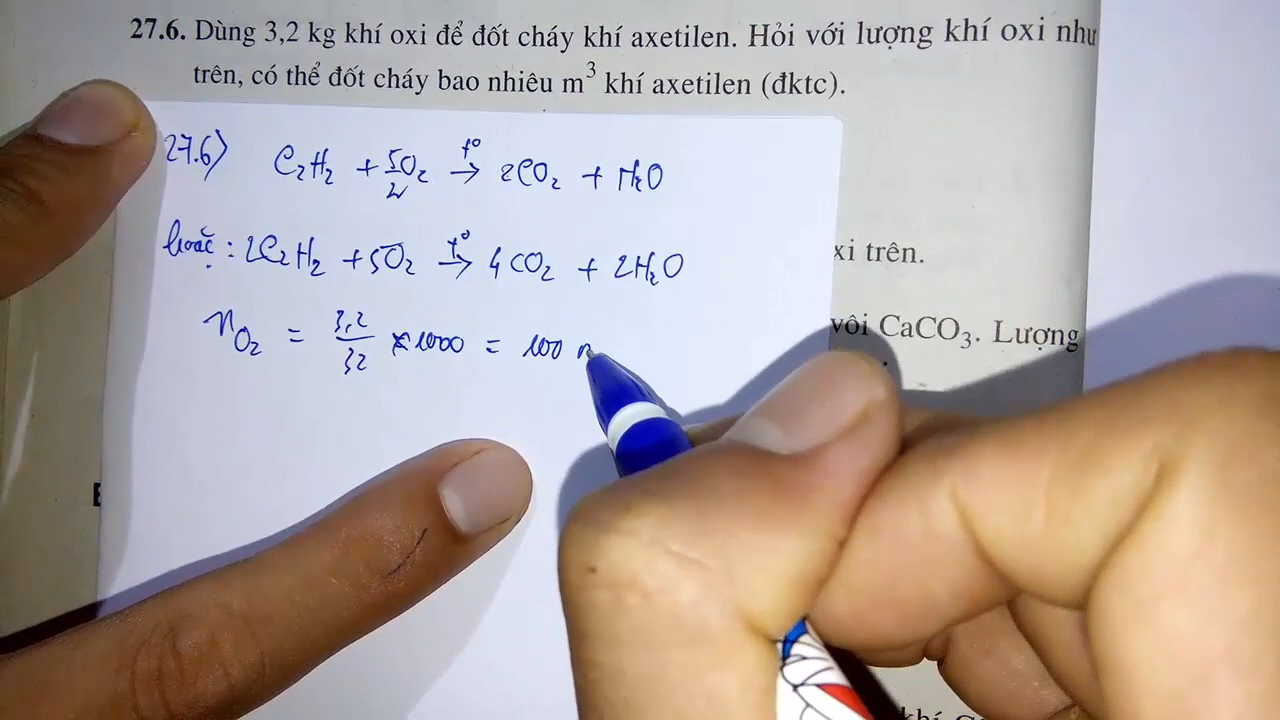 27.6. Dùng 3,2 kg khí oxi để đốt cháy khí axetilen. Hỏi với lượng khí oxi như
trên, có thể đốt cháy bao nhiêu m³ khí axetilen (đktc).
27.6) C₂H₂ + 5/2 O₂ →(t°) 2CO₂ + H₂O
hoặc : 2C₂H₂ + 5O₂ →(t°) 4CO₂ + 2H₂O
xi trên.
nO₂ = 3,2/32 × 1000 = 100
vôi CaCO₃. Lượng
khí